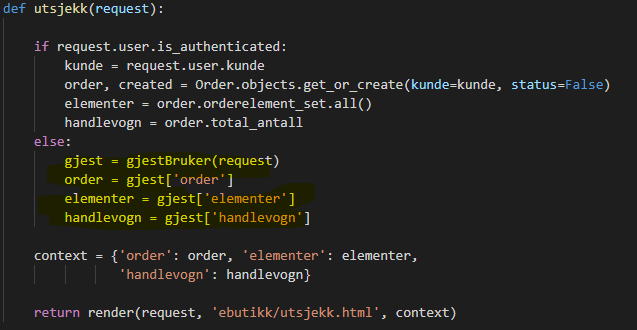 def utsjekk(request):
if request.user.is_authenticated:
kunde = request.user.kunde
order, created = Order.objects.get_or_create(kunde=kunde, status=False)
elementer = order.orderelement_set.all()
handlevogn = order.total_antall
else:
gjest = gjestBruker(request)
order = gjest['order']
elementer = gjest['elementer']
handlevogn = gjest['handlevogn']
context = {'order': order, 'elementer': elementer,
'handlevogn': handlevogn}
return render(request, 'ebutikk/utsjekk.html', context)